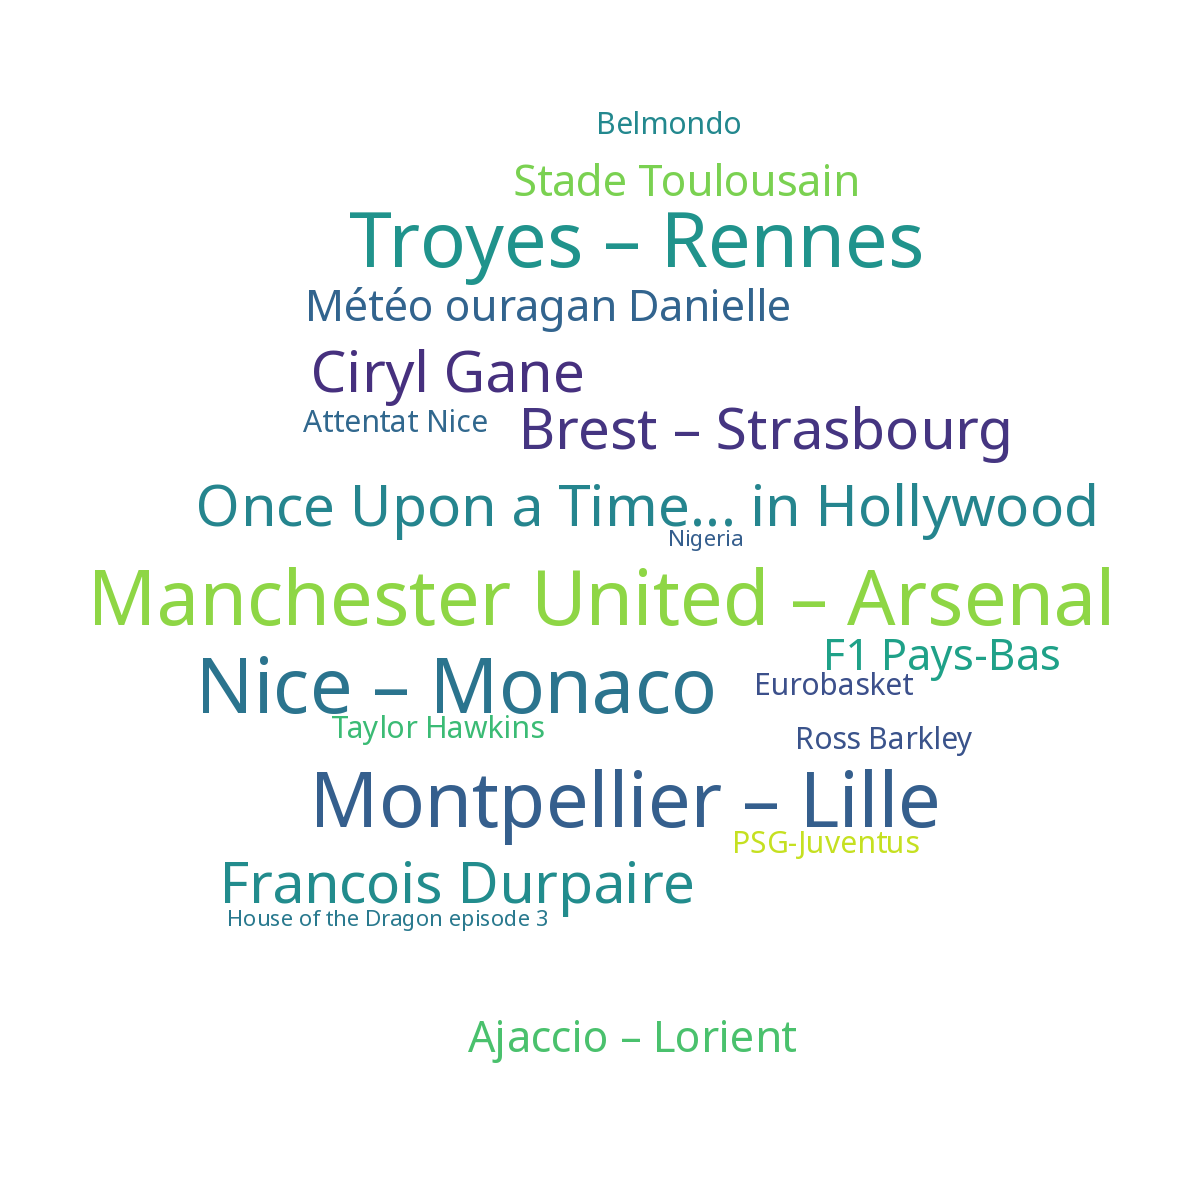 Belmondo
Stade Toulousain
Troyes – Rennes
Météo ouragan Danielle
Ciryl Gane
Attentat Nice
Brest – Strasbourg
Once Upon a Time... in Hollywood
Nigeria
Manchester United – Arsenal
F1 Pays-Bas
Nice – Monaco
Eurobasket
Taylor Hawkins
Ross Barkley
Montpellier – Lille
PSG-Juventus
Francois Durpaire
House of the Dragon episode 3
Ajaccio – Lorient